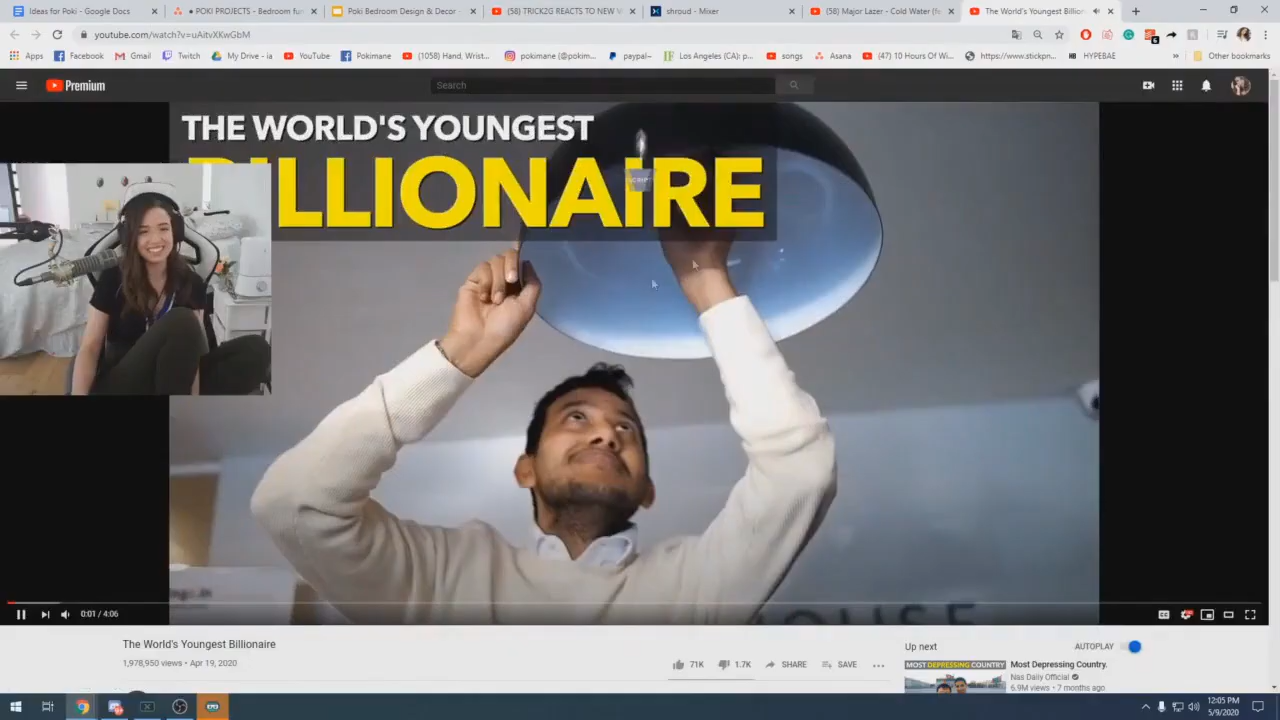 Ideas for Poki - Google Docs
● POKI PROJECTS - Bedroom fur
Poki Bedroom Design & Decor -
(58) TRICK2G REACTS TO NEW V
shroud - Mixer
(58) Major Lazer - Cold Water (fe
The World's Youngest Billion
youtube.com/watch?v=uAitvXKwGbM
Apps
Facebook
Gmail
Twitch
My Drive - ia
YouTube
Pokimane
(1058) Hand, Wrist...
pokimane (@pokim...
paypal~
Los Angeles (CA): p...
songs
Asana
(47) 10 Hours Of Wi...
https://www.stickpn...
HYPEBAE
»
Other bookmarks
Premium
Search
THE WORLD'S YOUNGEST
BILLIONAIRE
0:01 / 4:06
The World's Youngest Billionaire
1,978,950 views • Apr 19, 2020
71K
1.7K
SHARE
SAVE
Up next
AUTOPLAY
MOST DEPRESSING COUNTRY
Most Depressing Country.
Nas Daily Official
6.9M views • 7 months ago
12:05 PM
5/9/2020